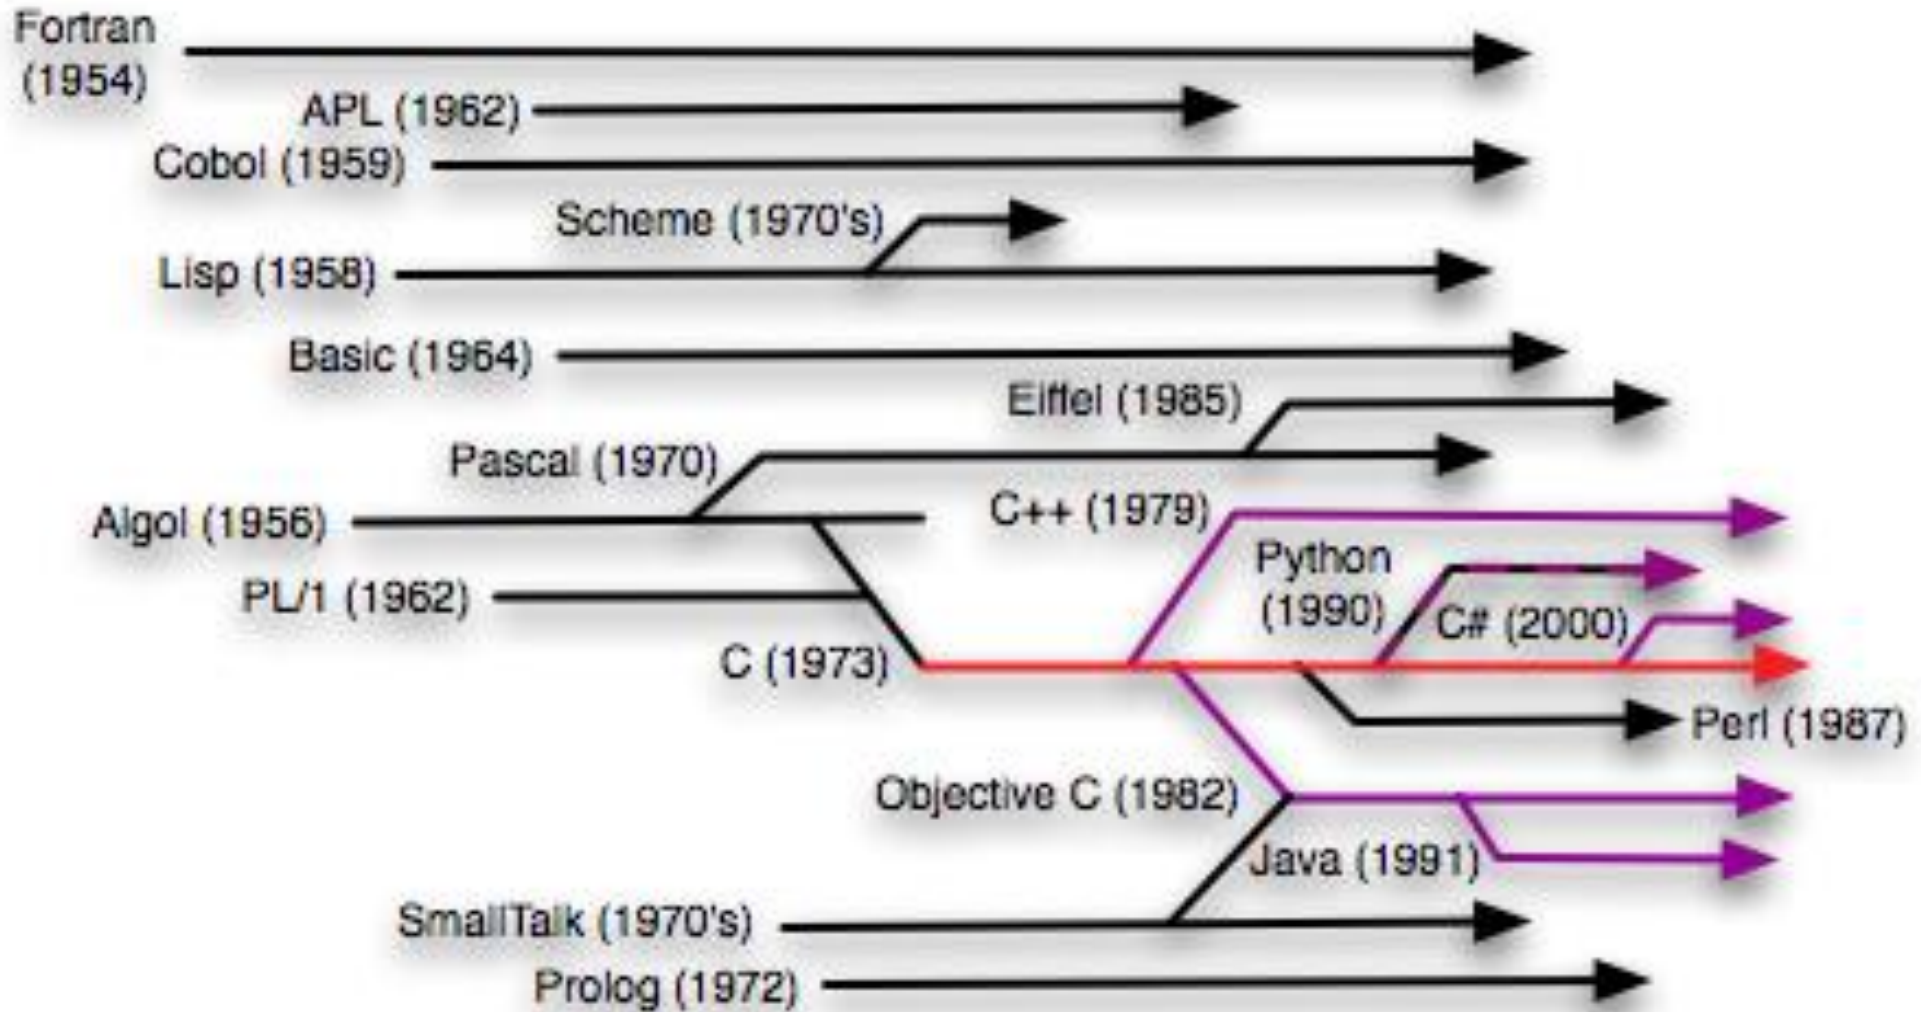 Fortran
(1954)
APL (1962)
Cobol (1959)
Scheme (1970's)
Lisp (1958)
Basic (1964)
Eiffel (1985)
Pascal (1970)
C++ (1979)
Algol (1956)
Python
(1990)
PL/1 (1962)
C# (2000)
C (1973)
Perl (1987)
Objective C (1982)
Java (1991)
SmallTalk (1970's)
Prolog (1972)